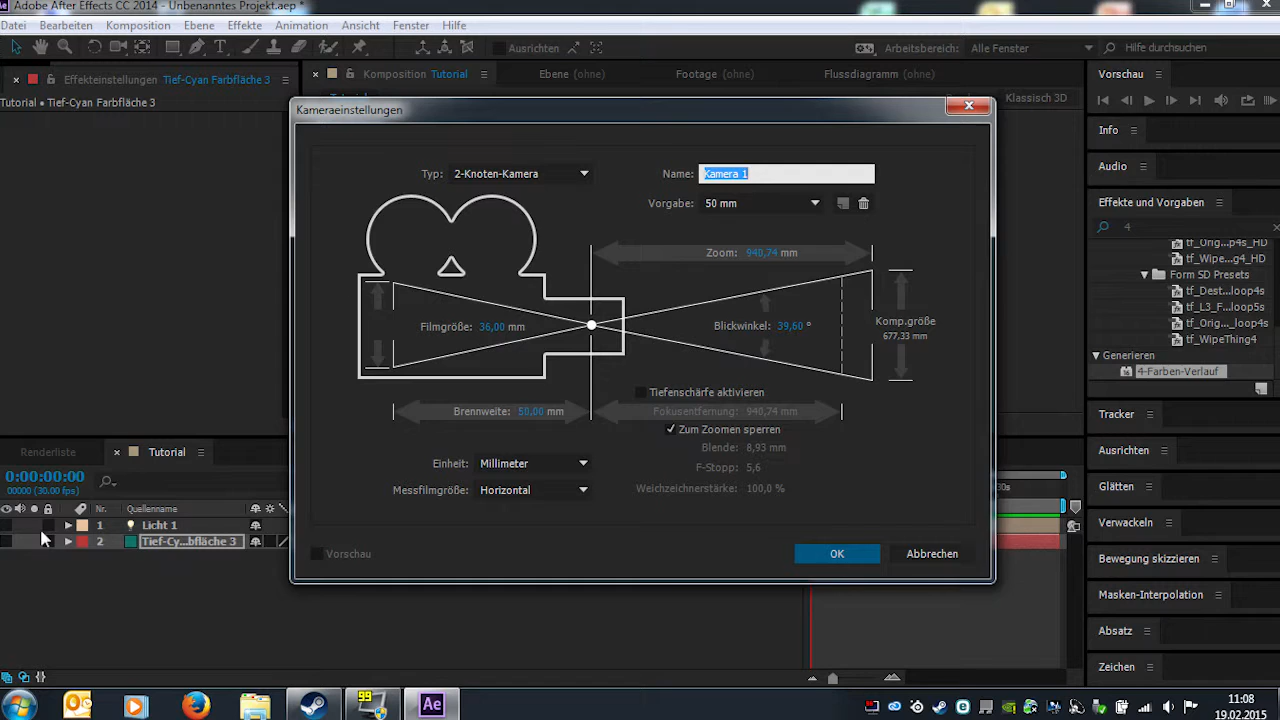 Adobe After Effects CC 2014 - Unbenanntes Projekt.aep *
Datei Bearbeiten Komposition Ebene Effekte Animation Ansicht Fenster Hilfe
Ausrichten
Arbeitsbereich: Alle Fenster
Hilfe durchsuchen
Effekteinstellungen Tief-Cyan Farbfläche 3
Komposition Tutorial
Ebene (ohne)
Footage (ohne)
Flussdiagramm (ohne)
Vorschau
Tutorial • Tief-Cyan Farbfläche 3
Klassisch 3D
Kameraeinstellungen
Typ: 2-Knoten-Kamera
Name: Kamera 1
Vorgabe: 50 mm
Zoom: 940,74 mm
Filmgröße: 36,00 mm
Blickwinkel: 39,60 °
Komp.größe
677,33 mm
Tiefenschärfe aktivieren
Brennweite: 50,00 mm
Fokusentfernung: 940,74 mm
Zum Zoomen sperren
Blende: 8,93 mm
Einheit: Millimeter
F-Stopp: 5,6
Messfilmgröße: Horizontal
Weichzeichnerstärke: 100,0 %
Vorschau
OK
Abbrechen
Info
Audio
Effekte und Vorgaben
4
tf_Orig...p4s_HD
tf_Wipe...g4_HD
Form SD Presets
tf_Dest...loop4s
tf_L3_F...loop5s
tf_Orig..._loop4s
tf_WipeThing4
Generieren
4-Farben-Verlauf
Tracker
Ausrichten
Glätten
Verwackeln
Bewegung skizzieren
Masken-Interpolation
Absatz
Zeichen
Renderliste
Tutorial
0:00:00:00
00000 (30.00 fps)
Nr. Quellenname
1 Licht 1
2 Tief-Cy...bfläche 3
30s
99
Ae
11:08
19.02.2015